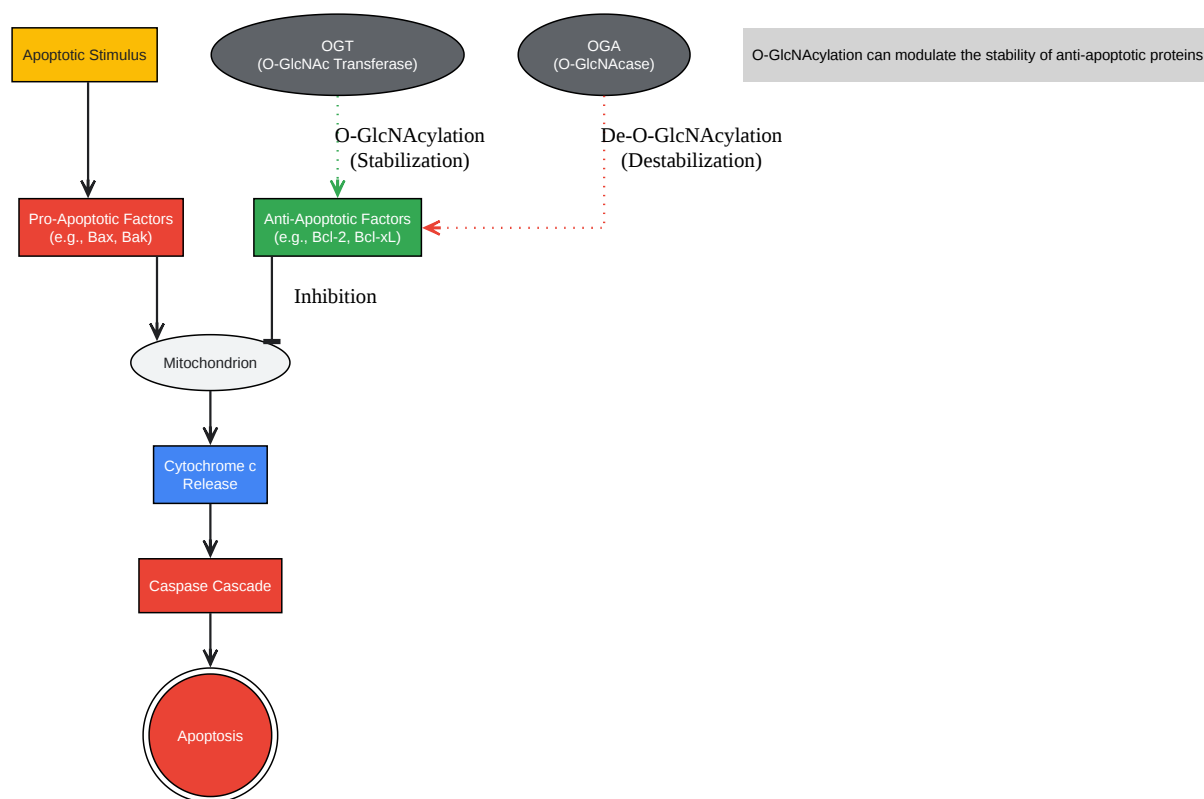 Apoptotic Stimulus
OGT
(O-GlcNAc Transferase)
OGA
(O-GlcNAcase)
O-GlcNAcylation can modulate the stability of anti-apoptotic proteins
O-GlcNAcylation
(Stabilization)
De-O-GlcNAcylation
(Destabilization)
Pro-Apoptotic Factors
(e.g., Bax, Bak)
Anti-Apoptotic Factors
(e.g., Bcl-2, Bcl-xL)
Inhibition
Mitochondrion
Cytochrome c
Release
Caspase Cascade
Apoptosis